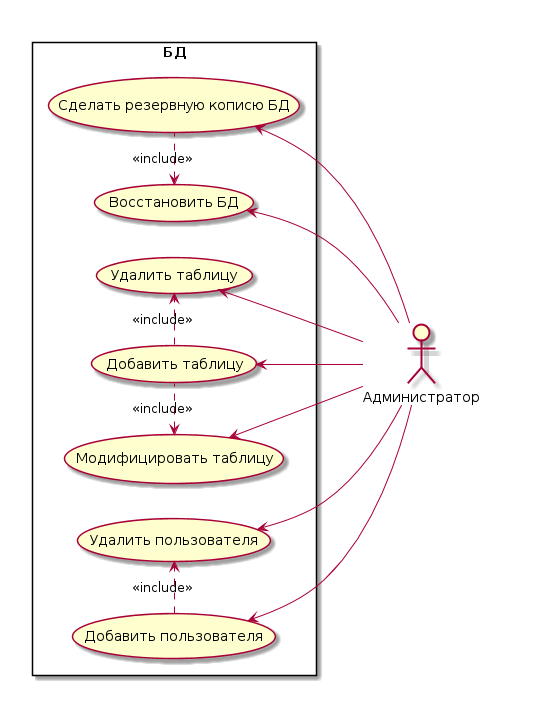 БД
Сделать резервную кописю БД
«include»
Восстановить БД
Удалить таблицу
«include»
Добавить таблицу
Администратор
«include»
Модифицировать таблицу
Удалить пользователя
«include»
Добавить пользователя